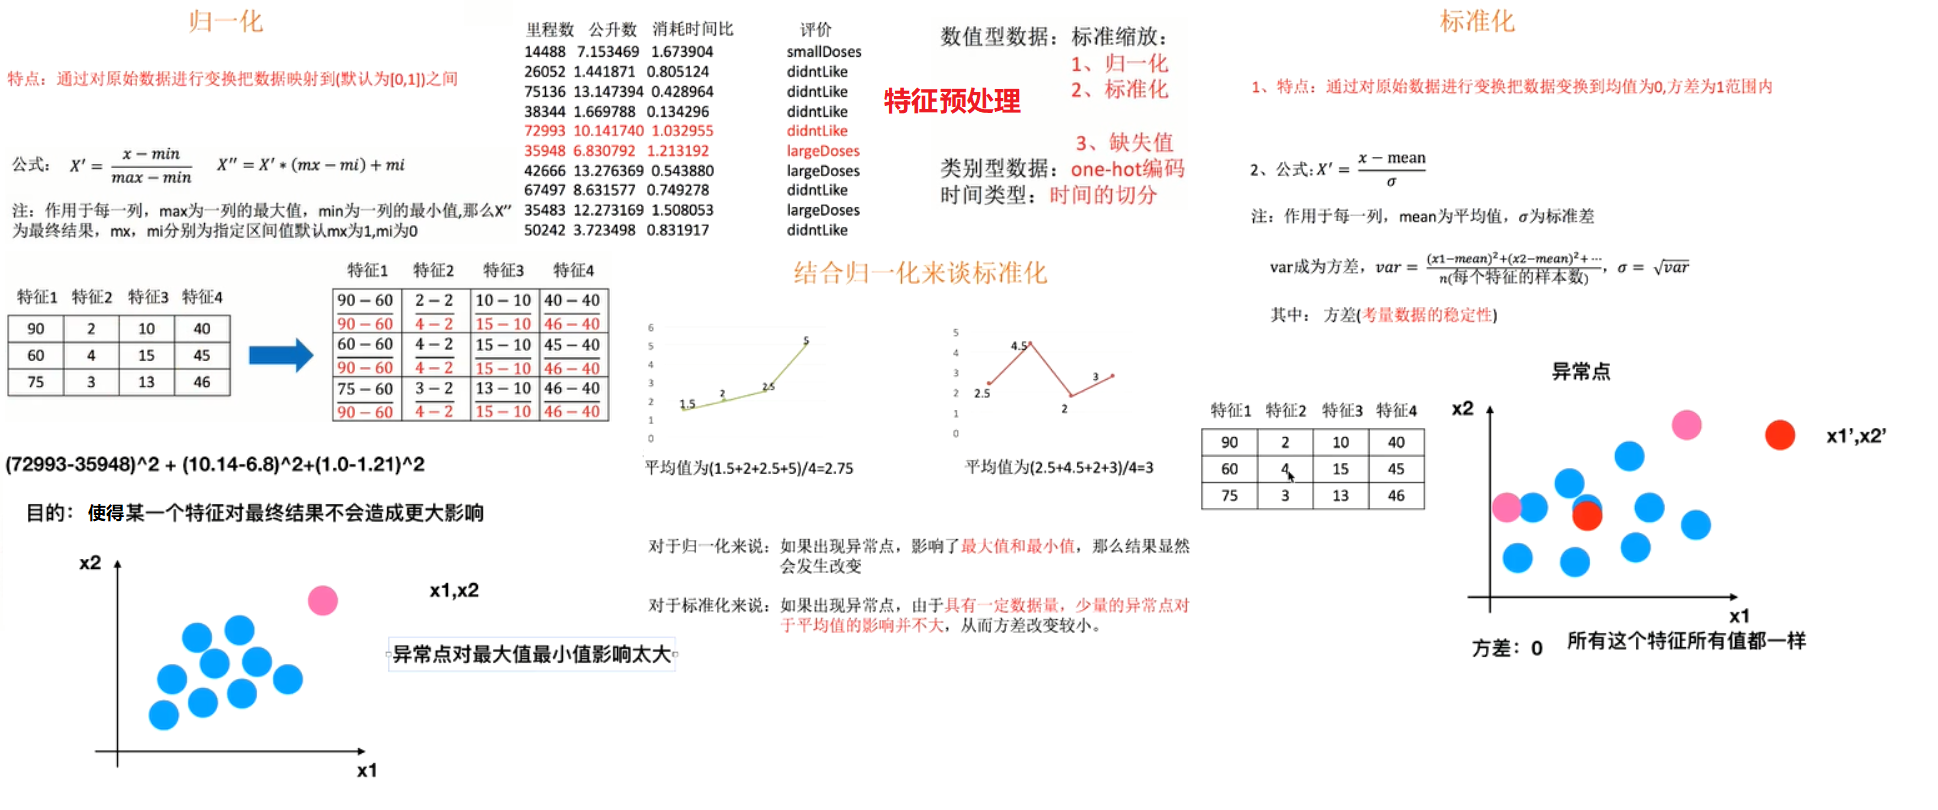 归一化
特点：通过对原始数据进行变换把数据映射到(默认为[0,1])之间
公式： X′ = (x − min)/(max − min)  X″ = X′ * (mx − mi) + mi
注：作用于每一列，max为一列的最大值，min为一列的最小值,那么X″
为最终结果，mx，mi分别为指定区间值默认mx为1,mi为0
特征1 特征2 特征3 特征4
90 2 10 40
60 4 15 45
75 3 13 46
特征1 特征2 特征3 特征4
90 − 60 2 − 2 10 − 10 40 − 40
90 − 60 4 − 2 15 − 10 46 − 40
60 − 60 4 − 2 15 − 10 45 − 40
90 − 60 4 − 2 15 − 10 46 − 40
75 − 60 3 − 2 13 − 10 46 − 40
90 − 60 4 − 2 15 − 10 46 − 40
(72993-35948)^2 + (10.14-6.8)^2+(1.0-1.21)^2
目的： 使得某一个特征对最终结果不会造成更大影响
x2
x1,x2
异常点对最大值最小值影响太大
x1
里程数 公升数 消耗时间比 评价
14488 7.153469 1.673904 smallDoses
26052 1.441871 0.805124 didntLike
75136 13.147394 0.428964 didntLike
38344 1.669788 0.134296 didntLike
72993 10.141740 1.032955 didntLike
35948 6.830792 1.213192 largeDoses
42666 13.276369 0.543880 largeDoses
67497 8.631577 0.749278 didntLike
35483 12.273169 1.508053 largeDoses
50242 3.723498 0.831917 didntLike
特征预处理
数值型数据：标准缩放：
1、归一化
2、标准化
3、缺失值
类别型数据：one-hot编码
时间类型：时间的切分
结合归一化来谈标准化
6
5
4
3
2
1
0
1.5
2
2.5
5
平均值为(1.5+2+2.5+5)/4=2.75
5
4
3
2
1
0
2.5
4.5
2
3
平均值为(2.5+4.5+2+3)/4=3
对于归一化来说：如果出现异常点，影响了最大值和最小值，那么结果显然
会发生改变
对于标准化来说：如果出现异常点，由于具有一定数据量，少量的异常点对
于平均值的影响并不大，从而方差改变较小。
标准化
1、特点：通过对原始数据进行变换把数据变换到均值为0,方差为1范围内
2、公式：X′ = (x − mean)/σ
注：作用于每一列，mean为平均值，σ为标准差
var成为方差，var = ((x1−mean)²+(x2−mean)²+⋯)/(n(每个特征的样本数))，σ = √var
其中： 方差(考量数据的稳定性)
特征1 特征2 特征3 特征4
90 2 10 40
60 4 15 45
75 3 13 46
异常点
x2
x1’,x2’
x1
方差：0 所有这个特征所有值都一样